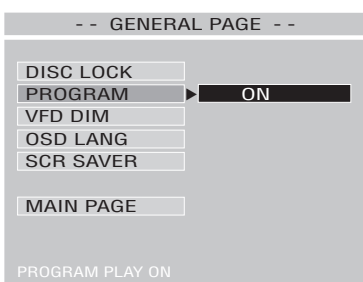 - - GENERAL PAGE - -
DISC LOCK
PROGRAM ON
VFD DIM
OSD LANG
SCR SAVER
MAIN PAGE
PROGRAM PLAY ON